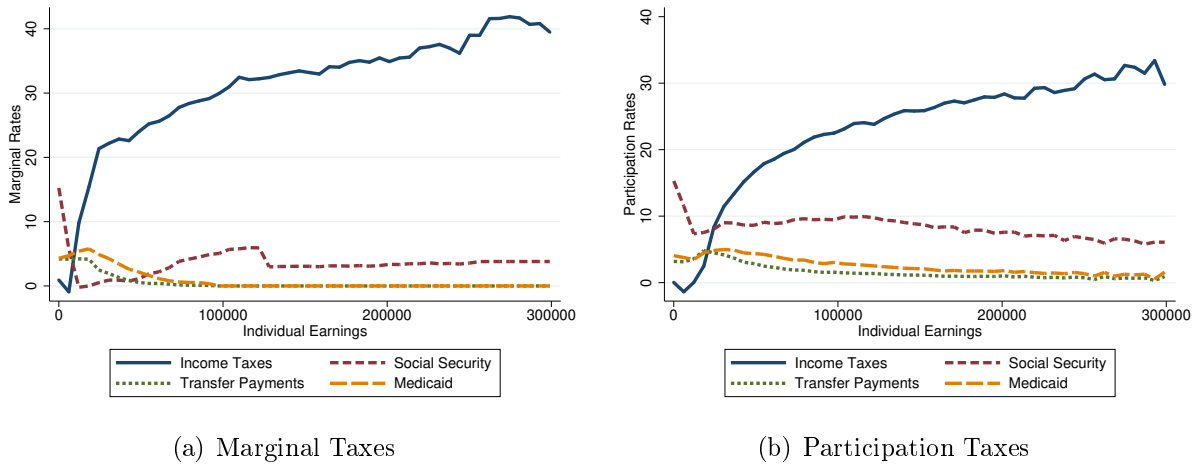 40
30
20
10
0
Marginal Rates
0 100000 200000 300000
Individual Earnings
Income Taxes Social Security
Transfer Payments Medicaid
(a) Marginal Taxes
40
30
20
10
0
Participation Rates
0 100000 200000 300000
Individual Earnings
Income Taxes Social Security
Transfer Payments Medicaid
(b) Participation Taxes